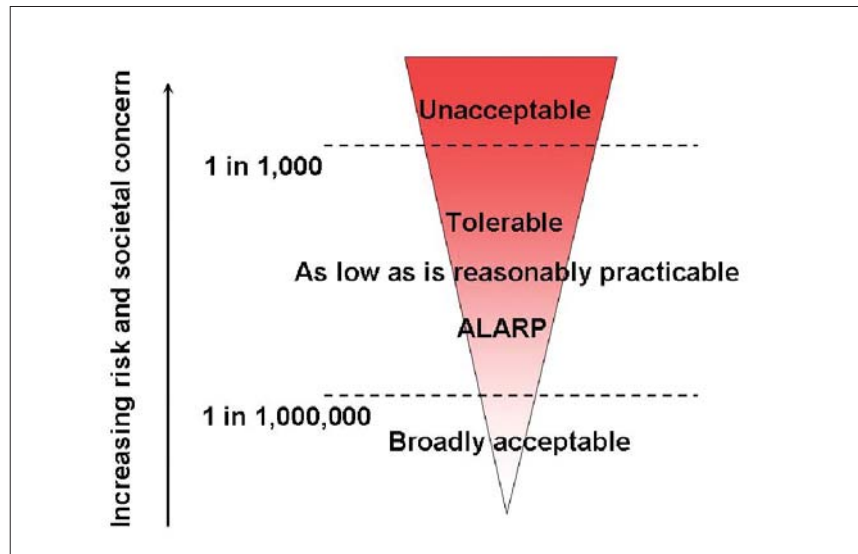 Increasing risk and societal concern
Unacceptable
1 in 1,000
Tolerable
As low as is reasonably practicable
ALARP
1 in 1,000,000
Broadly acceptable